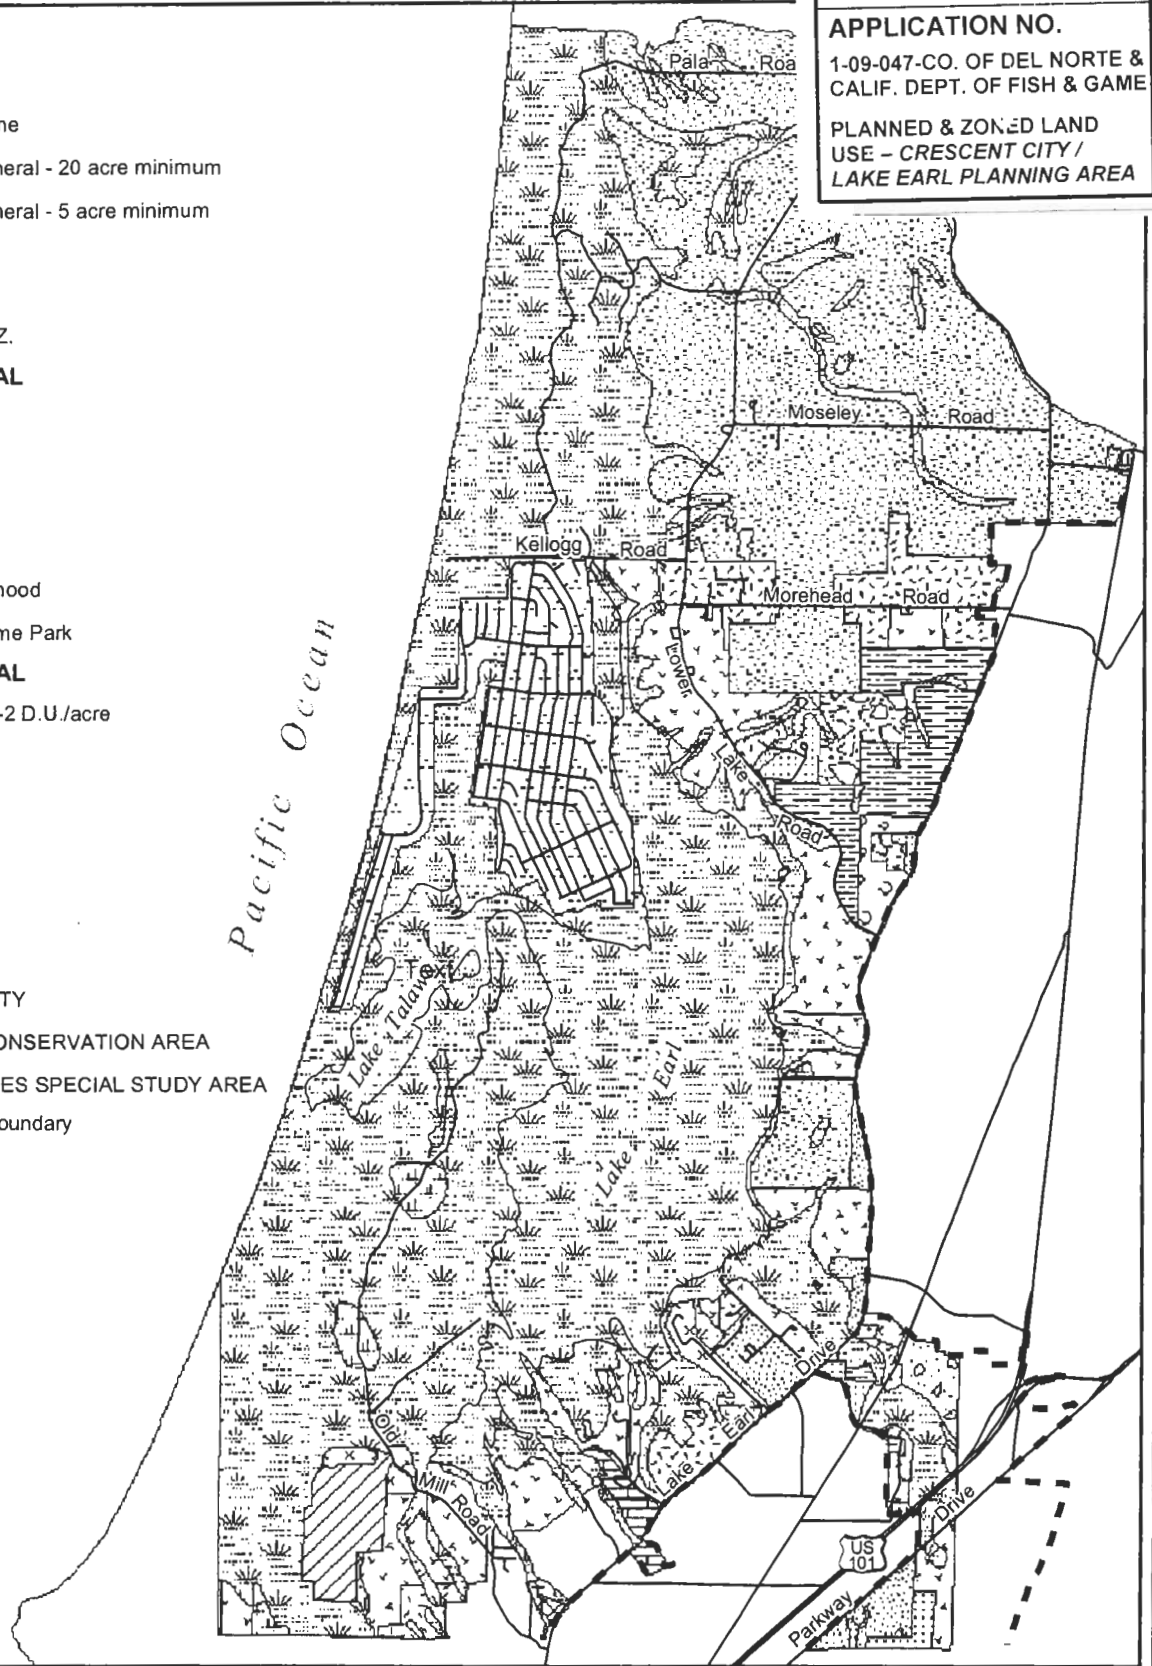 APPLICATION NO.
1-09-047-CO. OF DEL NORTE &
CALIF. DEPT. OF FISH & GAME
PLANNED & ZONED LAND
USE – CRESCENT CITY /
LAKE EARL PLANNING AREA
ne
neral - 20 acre minimum
neral - 5 acre minimum
Z.
AL
nood
me Park
AL
-2 D.U./acre
TY
ONSERVATION AREA
ES SPECIAL STUDY AREA
oundary
Pala Roa
Moseley Road
Kellogg Road
Morehead Road
Lower
Lake
Road
Pacific Ocean
Text
Lake Talawa
Lake Earl
Lake Earl Drive
Old
Mill Road
US
101
Parkway Drive